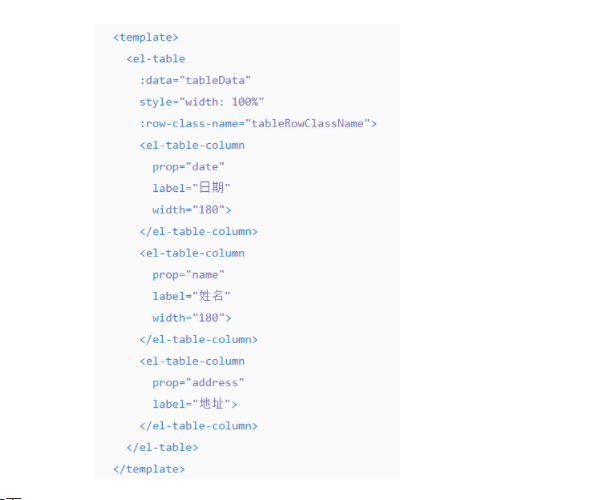 <template>
<el-table
:data="tableData"
style="width: 100%"
:row-class-name="tableRowClassName">
<el-table-column
prop="date"
label="日期"
width="180">
</el-table-column>
<el-table-column
prop="name"
label="姓名"
width="180">
</el-table-column>
<el-table-column
prop="address"
label="地址">
</el-table-column>
</el-table>
</template>